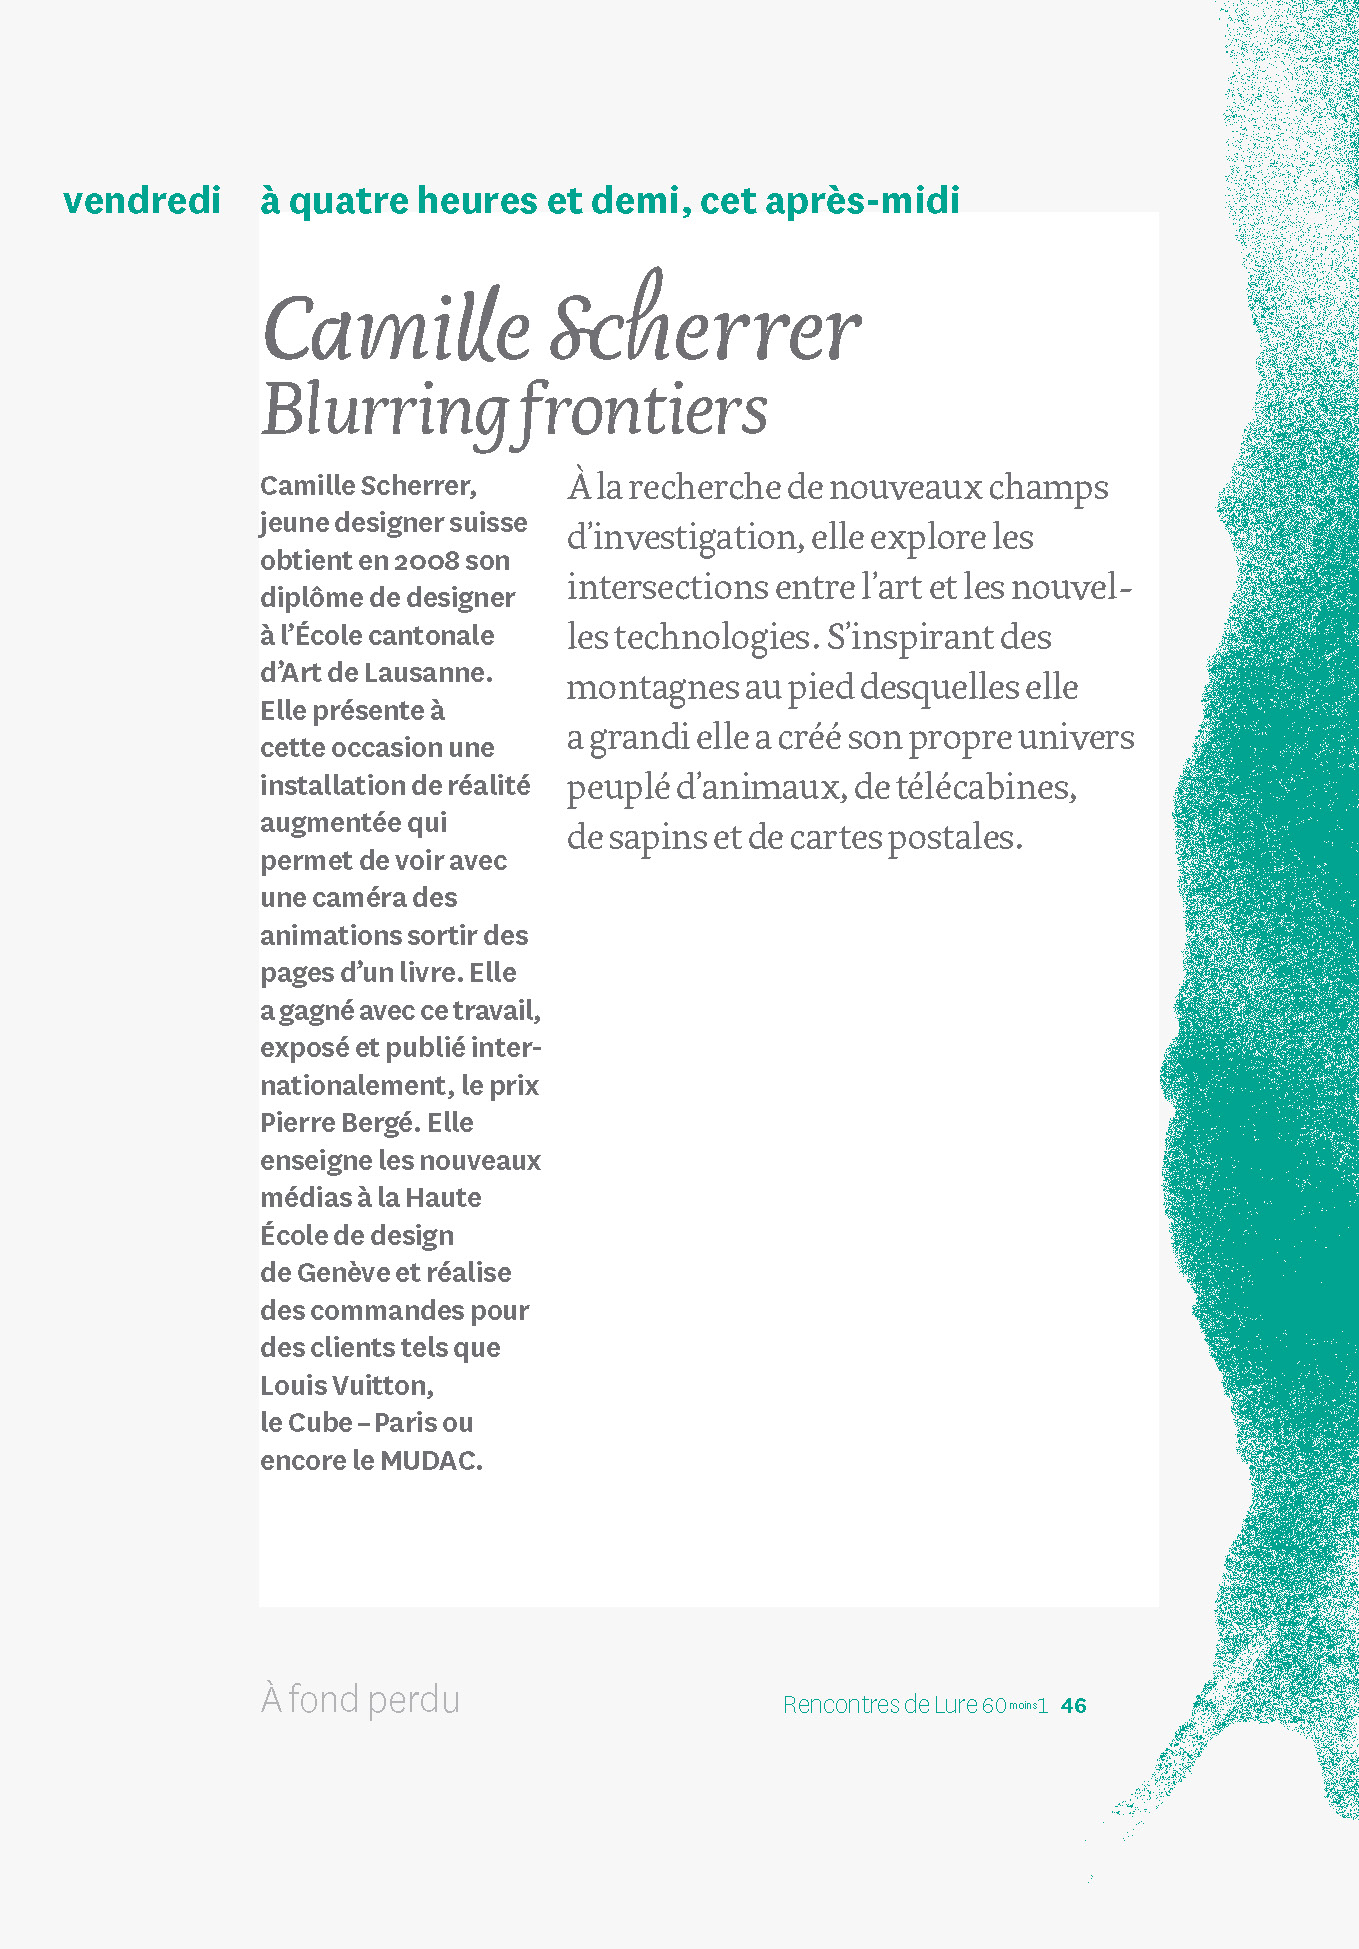 vendredi à quatre heures et demi, cet après-midi
Camille Scherrer
Blurring frontiers
Camille Scherrer,
jeune designer suisse
obtient en 2008 son
diplôme de designer
à l’École cantonale
d’Art de Lausanne.
Elle présente à
cette occasion une
installation de réalité
augmentée qui
permet de voir avec
une caméra des
animations sortir des
pages d’un livre. Elle
a gagné avec ce travail,
exposé et publié inter-
nationalement, le prix
Pierre Bergé. Elle
enseigne les nouveaux
médias à la Haute
École de design
de Genève et réalise
des commandes pour
des clients tels que
Louis Vuitton,
le Cube – Paris ou
encore le MUDAC.
À la recherche de nouveaux champs
d’investigation, elle explore les
intersections entre l’art et les nouvel-
les technologies. S’inspirant des
montagnes au pied desquelles elle
a grandi elle a créé son propre univers
peuplé d’animaux, de télécabines,
de sapins et de cartes postales.
À fond perdu
Rencontres de Lure 60 moins 1 46